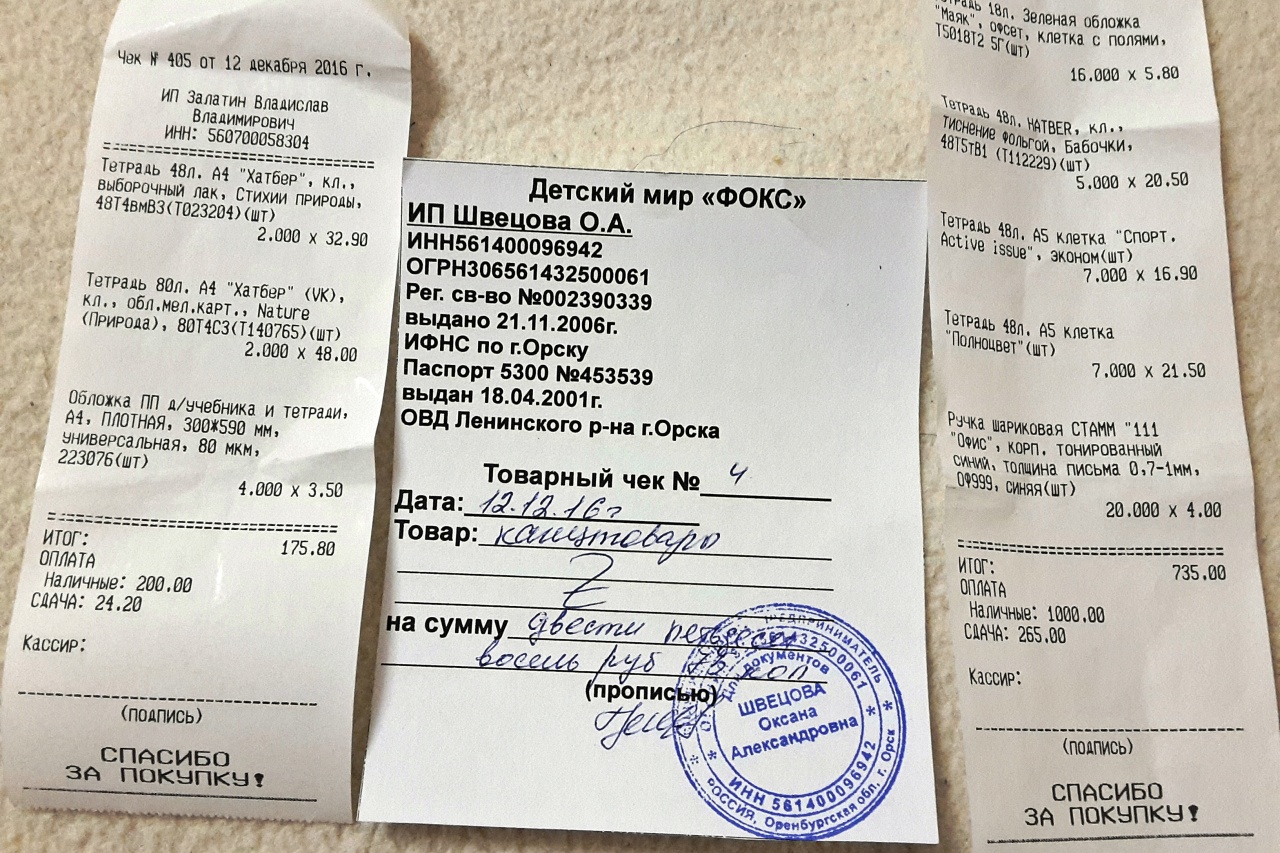 Чек № 405 от 12 декабря 2016 г.
ИП Залатин Владислав
Владимирович
ИНН: 560700058304
Тетрадь 48л. А4 "Хатбер", кл.,
выборочный лак, Стихии природы,
48Т4вмВ3(Т023204)(шт)
2.000 x 32.90
Тетрадь 80л. А4 "Хатбер" (VK),
кл., обл.мел.карт., Nature
(Природа), 80Т4С3(Т140765)(шт)
2.000 x 48.00
Обложка ПП д/учебника и тетради,
А4, ПЛОТНАЯ, 300*590 мм,
универсальная, 80 мкм,
223076(шт)
4.000 x 3.50
ИТОГ: 175.80
ОПЛАТА
Наличные: 200.00
СДАЧА: 24.20
Кассир:
(подпись)
СПАСИБО
ЗА ПОКУПКУ!
Детский мир «ФОКС»
ИП Швецова О.А.
ИНН561400096942
ОГРН306561432500061
Рег. св-во №002390339
выдано 21.11.2006г.
ИФНС по г.Орску
Паспорт 5300 №453539
выдан 18.04.2001г.
ОВД Ленинского р-на г.Орска
Товарный чек № 4
Дата: 12.12.16г
Товар: канцтовары
на сумму двести пятьдесят
восемь руб коп
(прописью)
ПРЕДПРИНИМАТЕЛЬ
Для документов
ШВЕЦОВА
Оксана
Александровна
ИНН 561400096942
РОССИЯ, Оренбургская обл. г. Орск
тетрадь 18л. Зеленая обложка
"Маяк", офсет, клетка с полями,
Т5018Т2 5Г(шт)
16.000 x 5.80
Тетрадь 48л. HATBER, кл.,
тиснение фольгой, Бабочки,
48Т5тВ1 (Т112229)(шт)
5.000 x 20.50
Тетрадь 48л. А5 клетка "Спорт.
Active issue", эконом(шт)
7.000 x 16.90
Тетрадь 48л. А5 клетка
"Полноцвет"(шт)
7.000 x 21.50
Ручка шариковая СТАММ "111
"Офис", корп. тонированный
синий, толщина письма 0,7-1мм,
ОФ999, синяя(шт)
20.000 x 4.00
ИТОГ: 735.00
ОПЛАТА
Наличные: 1000.00
СДАЧА: 265.00
Кассир:
(подпись)
СПАСИБО
ЗА ПОКУПКУ!